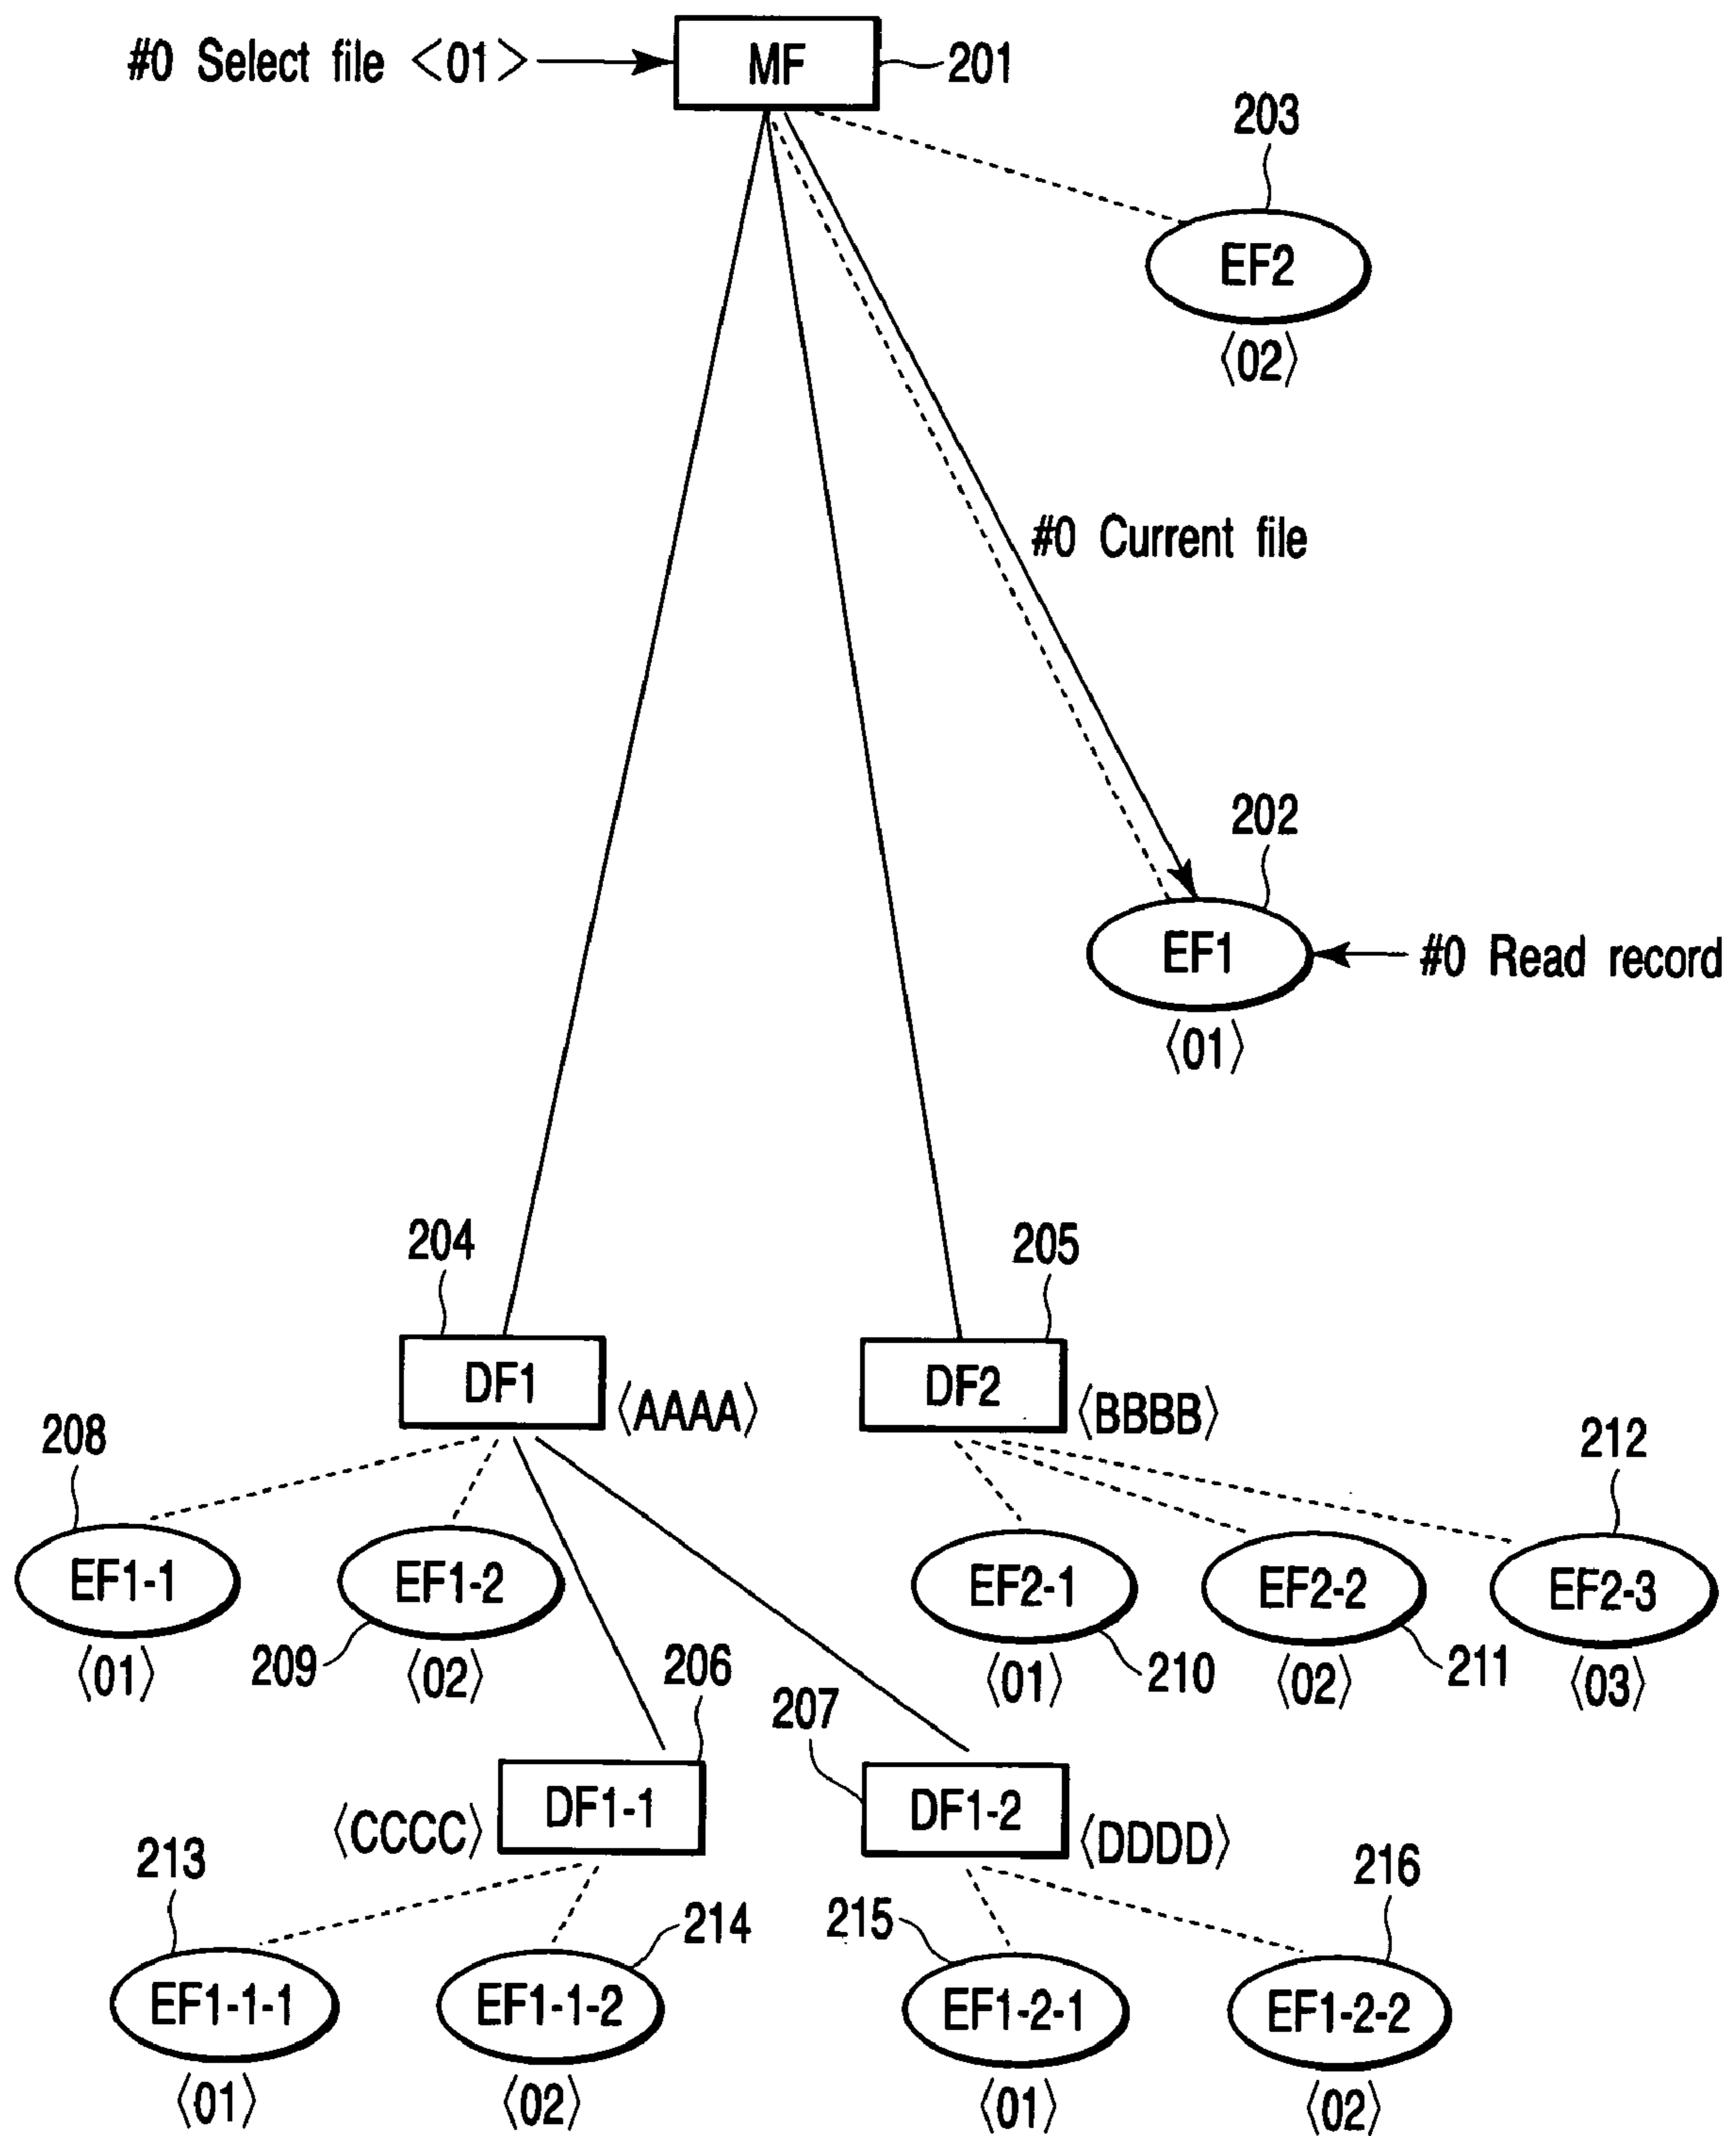 #0 Select file <01>
MF
201
203
EF2
〈02〉
#0 Current file
202
EF1
#0 Read record
〈01〉
204
205
DF1
〈AAAA〉
DF2
〈BBBB〉
208
212
EF1-1
EF1-2
EF2-1
EF2-2
EF2-3
〈01〉
209
〈02〉
206
〈01〉
210
〈02〉
211
〈03〉
207
DF1-1
〈CCCC〉
DF1-2
〈DDDD〉
213
214
215
216
EF1-1-1
EF1-1-2
EF1-2-1
EF1-2-2
〈01〉
〈02〉
〈01〉
〈02〉